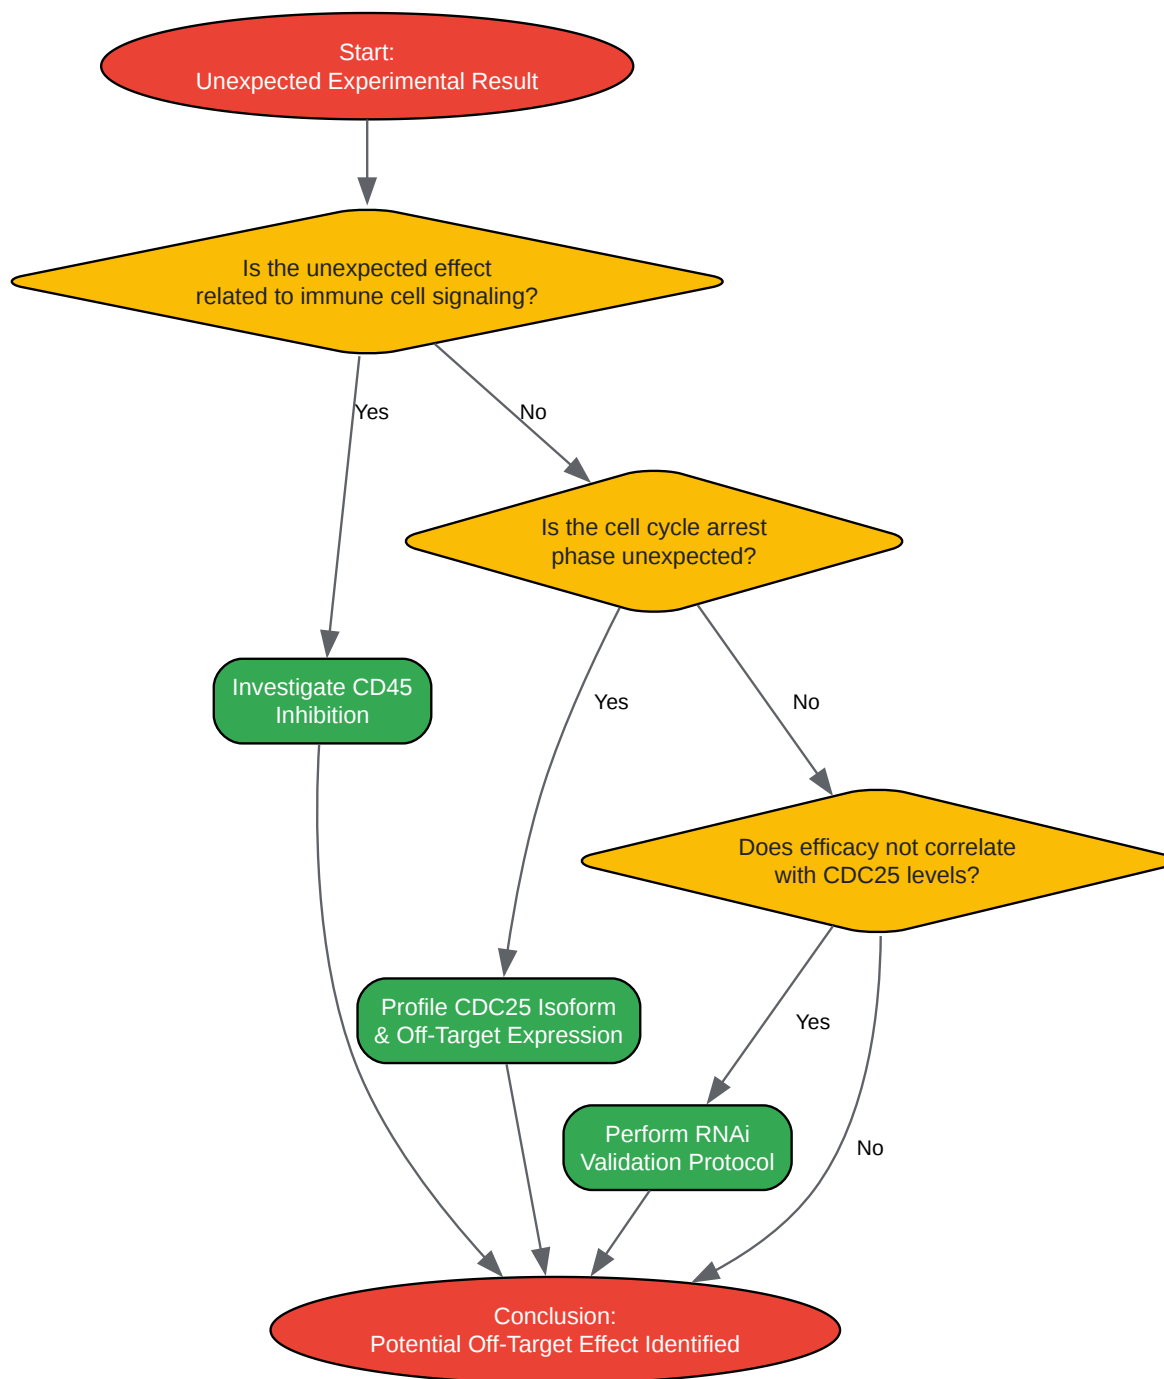 Start:
Unexpected Experimental Result
Is the unexpected effect
related to immune cell signaling?
Yes
No
Is the cell cycle arrest
phase unexpected?
Investigate CD45
Inhibition
Yes
No
Does efficacy not correlate
with CDC25 levels?
Profile CDC25 Isoform
& Off-Target Expression
Yes
Perform RNAi
Validation Protocol
No
Conclusion:
Potential Off-Target Effect Identified